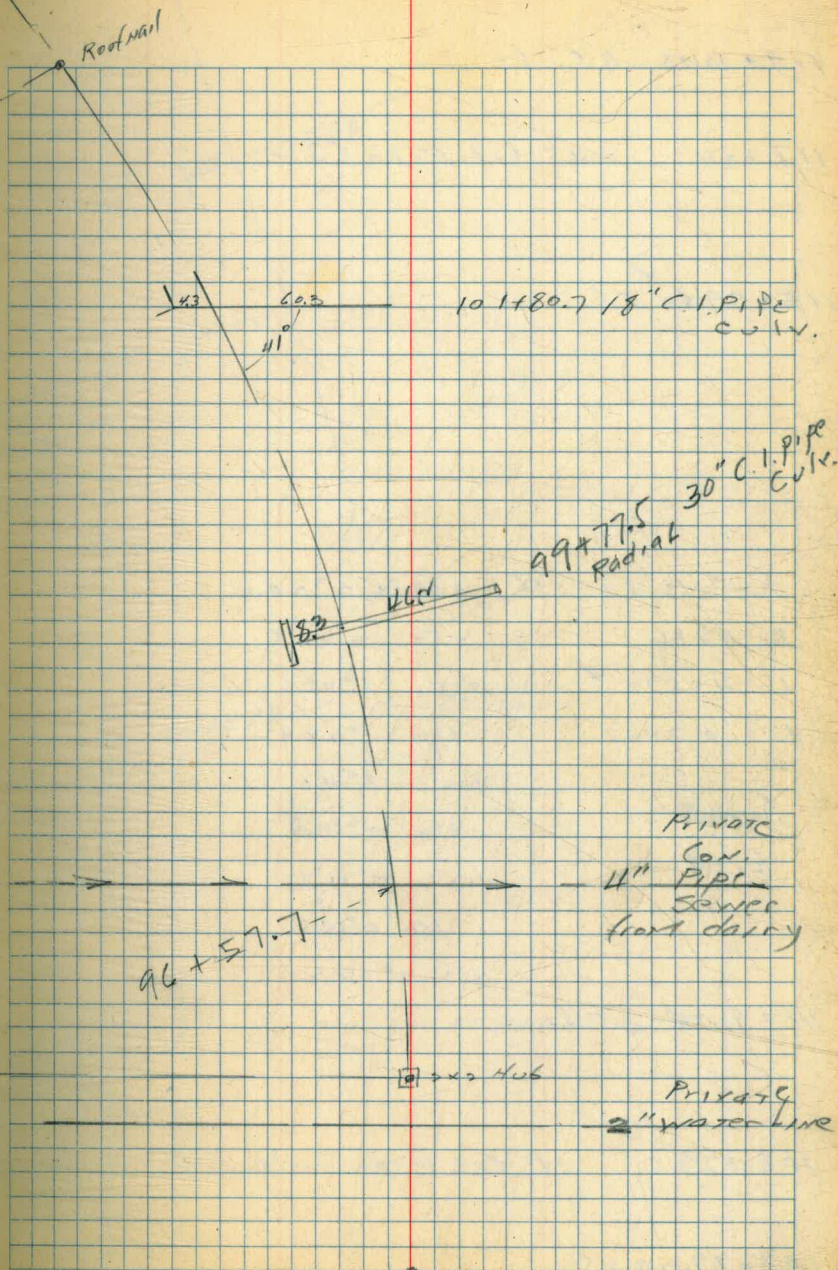 Roof nail
4.3 60.3 101+80.7 18" C.I. Pipe
Culv.
41°
99+77.5 30" C.I. Pipe
Radial Culv.
8.3
Private
Con.
4" Pipe
Sewer
from dairy
96+57.7
2x2 Hub
Private
2" Water Line